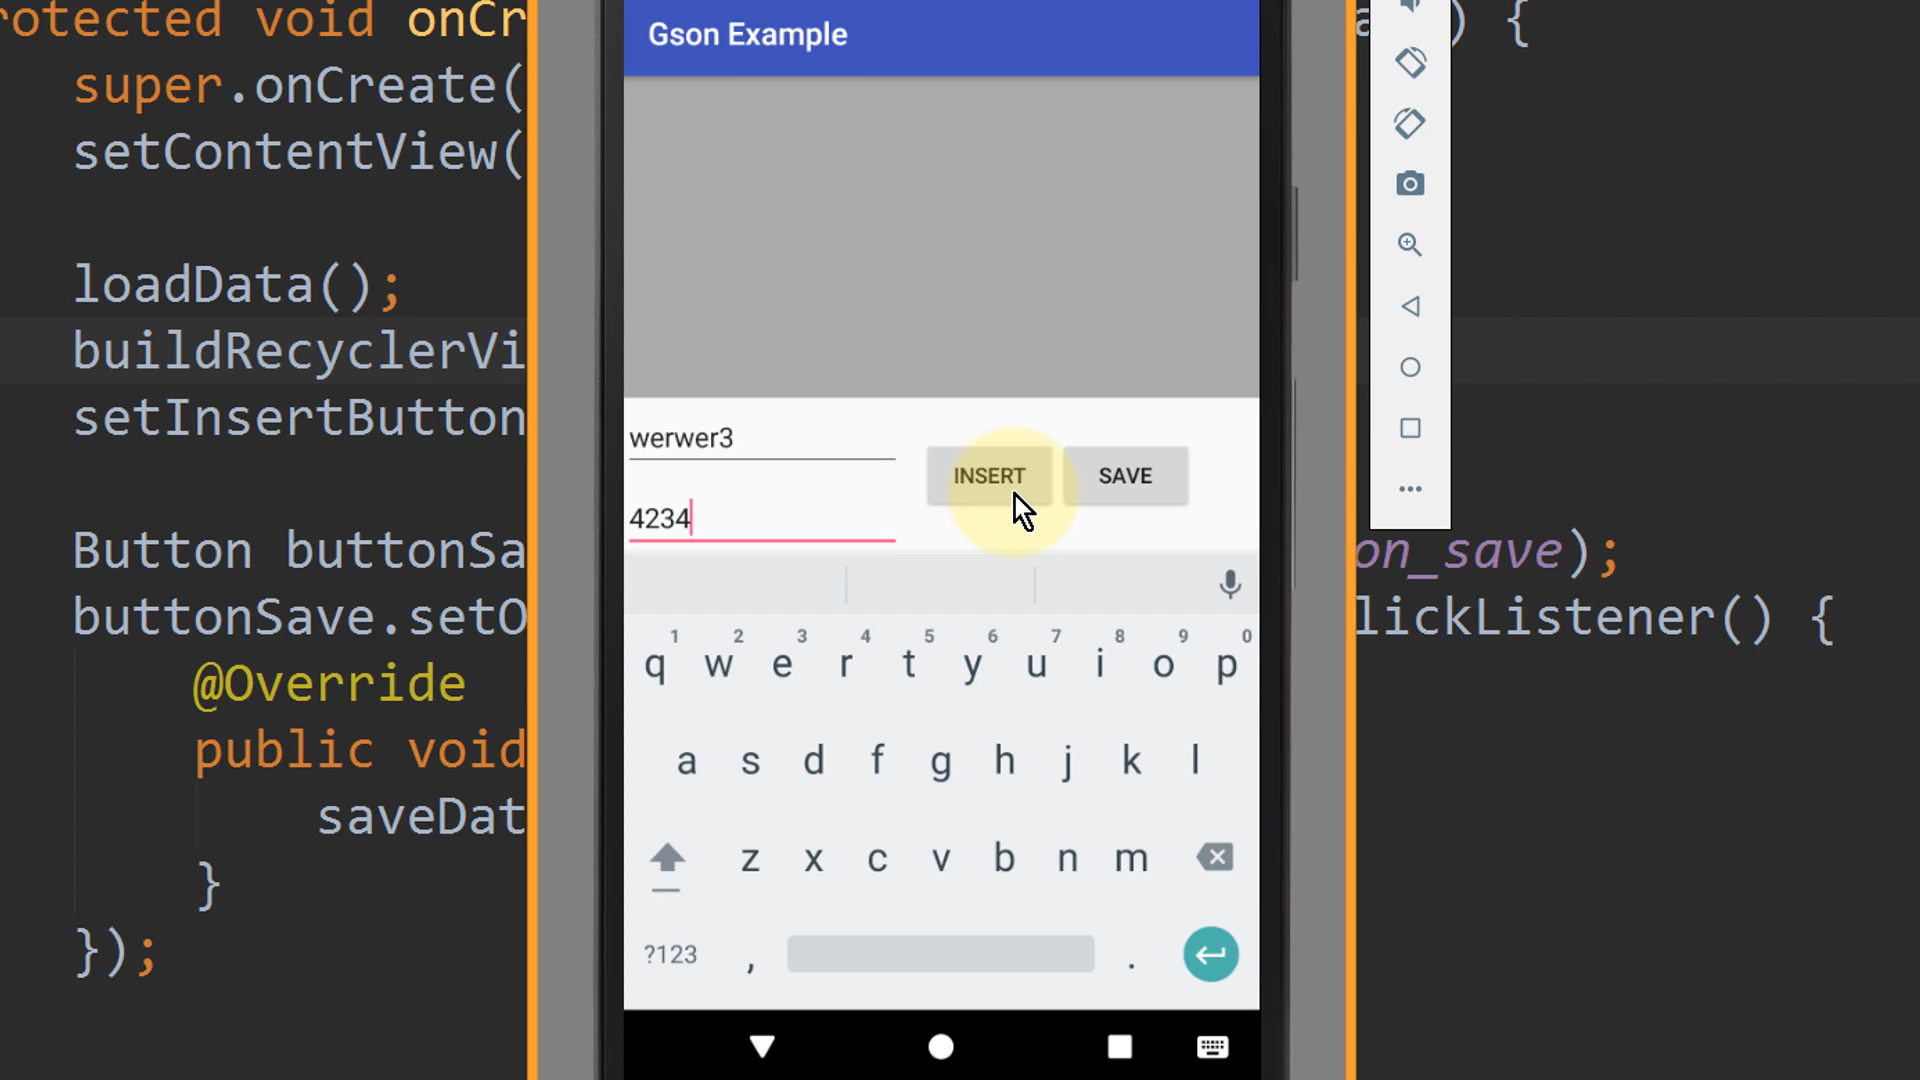 rotected void onCr
a) {
super.onCreate(
setContentView(
loadData();
buildRecyclerVi
setInsertButton
Button buttonSa
on_save);
buttonSave.setO
lickListener() {
@Override
public void
saveDat
}
});
Gson Example
werwer3
4234
INSERT
SAVE
1 2 3 4 5 6 7 8 9 0
q w e r t y u i o p
a s d f g h j k l
z x c v b n m
?123 , .